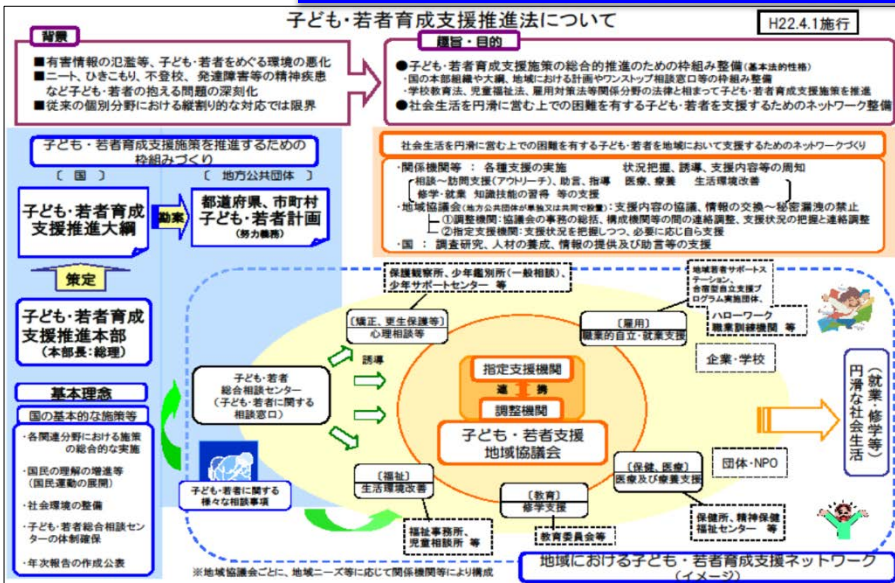 子ども・若者育成支援推進法について
H22.4.1施行
背景
■有害情報の氾濫等、子ども・若者をめぐる環境の悪化
■ニート、ひきこもり、不登校、発達障害等の精神疾患
など子ども・若者の抱える問題の深刻化
■従来の個別分野における縦割り的な対応では限界
趣旨・目的
●子ども・若者育成支援施策の総合的推進のための枠組み整備(基本法的性格)
・国の本部組織や大綱、地域における計画やワンストップ相談窓口等の枠組み整備
・学校教育法、児童福祉法、雇用対策法等関係分野の法律と相まって子ども・若者育成支援施策を推進
●社会生活を円滑に営む上での困難を有する子ども・若者を支援するためのネットワーク整備
子ども・若者育成支援施策を推進するための
枠組みづくり
〔 国 〕
〔 地方公共団体 〕
子ども・若者育成
支援推進大綱
勘案
都道府県、市町村
子ども・若者計画
(努力義務)
策定
子ども・若者育成
支援推進本部
(本部長:総理)
基本理念
国の基本的な施策等
・各関連分野における施策
の総合的な実施
・国民の理解の増進等
(国民運動の展開)
・社会環境の整備
・子ども・若者総合相談セン
ターの体制確保
・年次報告の作成公表
社会生活を円滑に営む上での困難を有する子ども・若者を地域において支援するためのネットワークづくり
・関係機関等 : 各種支援の実施 状況把握、誘導、支援内容等の周知
相談~訪問支援(アウトリーチ)、助言、指導 医療、療養 生活環境改善
修学・就業 知識技能の習得 等の支援
・地域協議会(地方公共団体が単独又は共同で設置):支援内容の協議、情報の交換~秘密漏洩の禁止
①調整機関:協議会の事務の総括、構成機関等の間の連絡調整、支援状況の把握と連絡調整
②指定支援機関:支援状況を把握しつつ、必要に応じ自ら支援
・国 : 調査研究、人材の養成、情報の提供及び助言等の支援
保護観察所、少年鑑別所(一般相談)、
少年サポートセンター 等
〔矯正、更生保護等〕
心理相談等
地域若者サポートス
テーション、
合宿型自立支援プ
ログラム実施団体、
ハローワーク
職業訓練機関 等
〔雇用〕
職業的自立・就業支援
企業・学校
誘導
子ども・若者
総合相談センター
(子ども・若者に関する
相談窓口)
指定支援機関
連 携
調整機関
子ども・若者支援
地域協議会
円滑な社会生活
(就業・修学等)
子ども・若者に関する
様々な相談事項
〔福祉〕
生活環境改善
福祉事務所、
児童相談所 等
〔教育〕
修学支援
教育委員会等
〔保健、医療〕
医療及び療養支援
保健所、精神保健
福祉センター 等
団体・NPO
※地域協議会ごとに、地域ニーズ等に応じて関係機関等により構成
地域における子ども・若者育成支援ネットワーク
(イメージ)